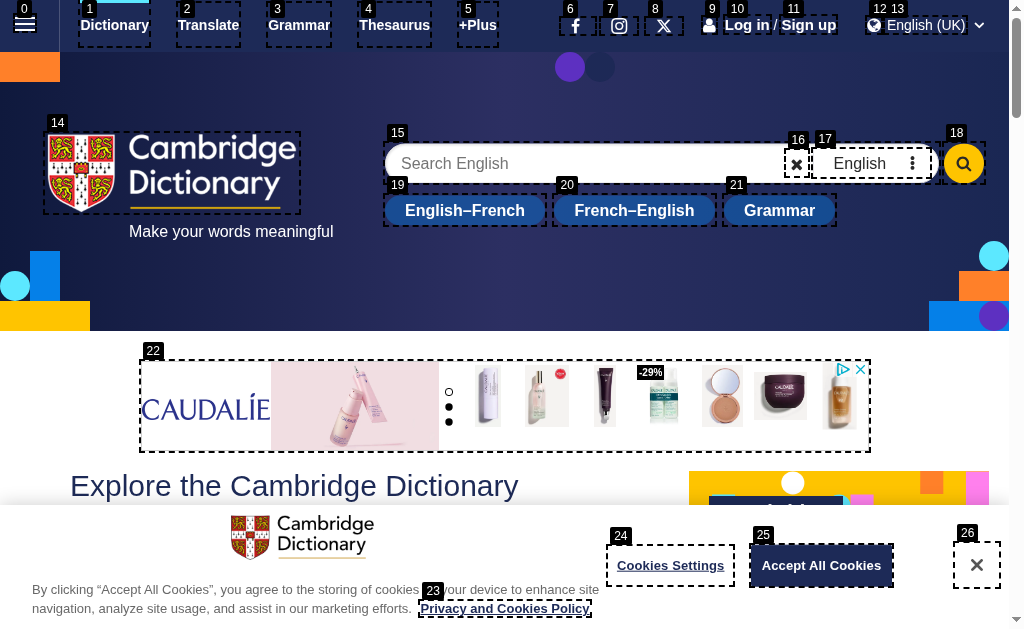 0 1 2 3 4 5 6 7 8 9 10 11 12 13
Dictionary Translate Grammar Thesaurus +Plus Log in / Sign up English (UK)
14 15 16 17 18
Cambridge
Dictionary
Make your words meaningful
Search English English
19 20 21
English–French French–English Grammar
22
CAUDALÍE -29%
Explore the Cambridge Dictionary
Cambridge
Dictionary
24 25 26
Cookies Settings Accept All Cookies
By clicking “Accept All Cookies”, you agree to the storing of cookies 23 your device to enhance site
navigation, analyze site usage, and assist in our marketing efforts. Privacy and Cookies Policy